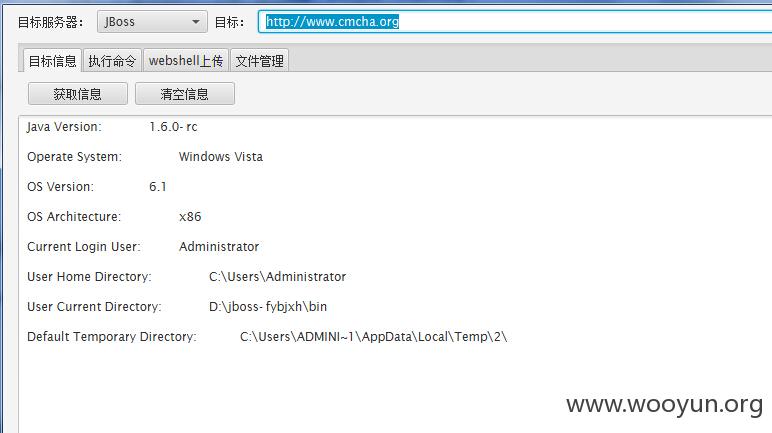 目标服务器： JBoss 目标： http://www.cmcha.org
目标信息 执行命令 webshell上传 文件管理
获取信息 清空信息
Java Version: 1.6.0-rc
Operate System: Windows Vista
OS Version: 6.1
OS Architecture: x86
Current Login User: Administrator
User Home Directory: C:\Users\Administrator
User Current Directory: D:\jboss-fybjxh\bin
Default Temporary Directory: C:\Users\ADMINI~1\AppData\Local\Temp\2\
www.wooyun.org